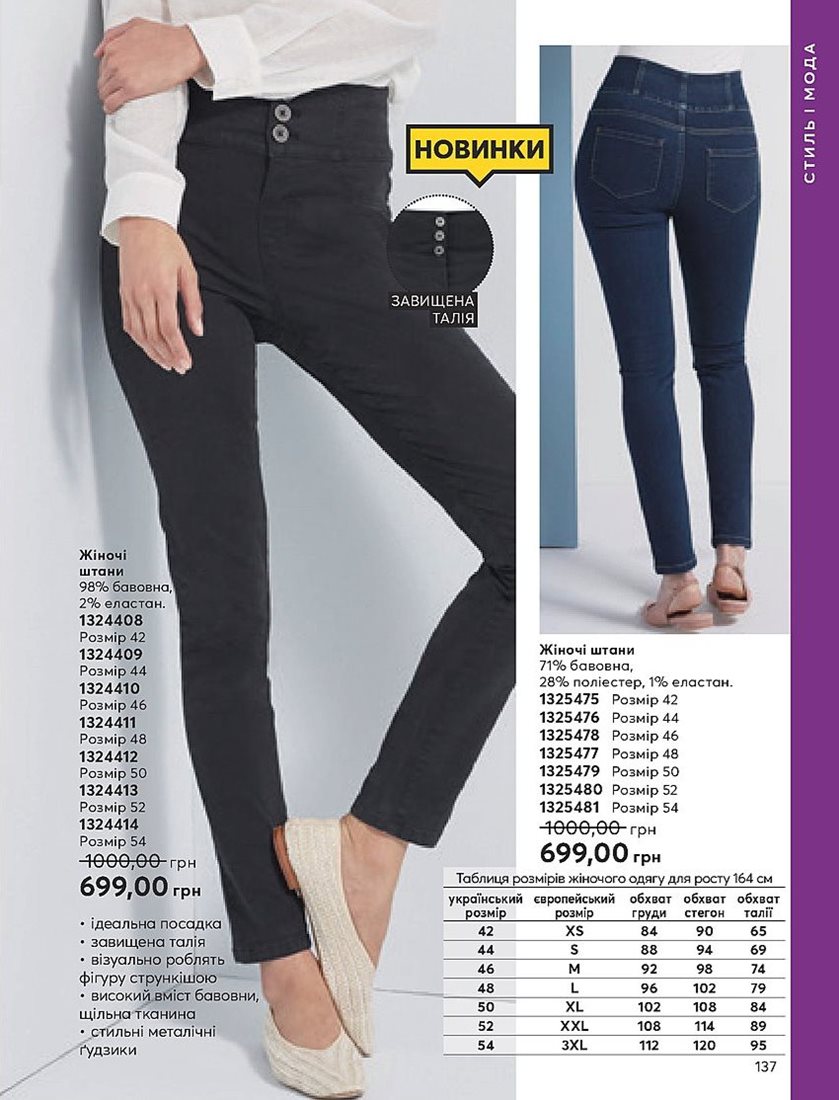 СТИЛЬ І МОДА
НОВИНКИ
ЗАВИЩЕНА
ТАЛІЯ
Жіночі
штани
98% бавовна,
2% еластан.
1324408
Розмір 42
1324409
Розмір 44
1324410
Розмір 46
1324411
Розмір 48
1324412
Розмір 50
1324413
Розмір 52
1324414
Розмір 54
1000,00 грн
699,00 грн
• ідеальна посадка
• завищена талія
• візуально роблять
фігуру стрункішою
• високий вміст бавовни,
щільна тканина
• стильні металічні
ґудзики
Жіночі штани
71% бавовна,
28% поліестер, 1% еластан.
1325475 Розмір 42
1325476 Розмір 44
1325478 Розмір 46
1325477 Розмір 48
1325479 Розмір 50
1325480 Розмір 52
1325481 Розмір 54
1000,00 грн
699,00 грн
Таблиця розмірів жіночого одягу для росту 164 см
український європейський обхват обхват обхват
розмір розмір груди стегон талії
42 XS 84 90 65
44 S 88 94 69
46 M 92 98 74
48 L 96 102 79
50 XL 102 108 84
52 XXL 108 114 89
54 3XL 112 120 95
137